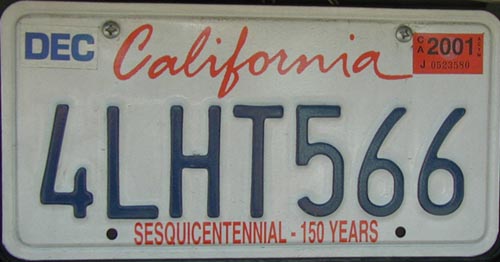 DEC
California
CA 2001
J 0523580
4LHT566
SESQUICENTENNIAL - 150 YEARS